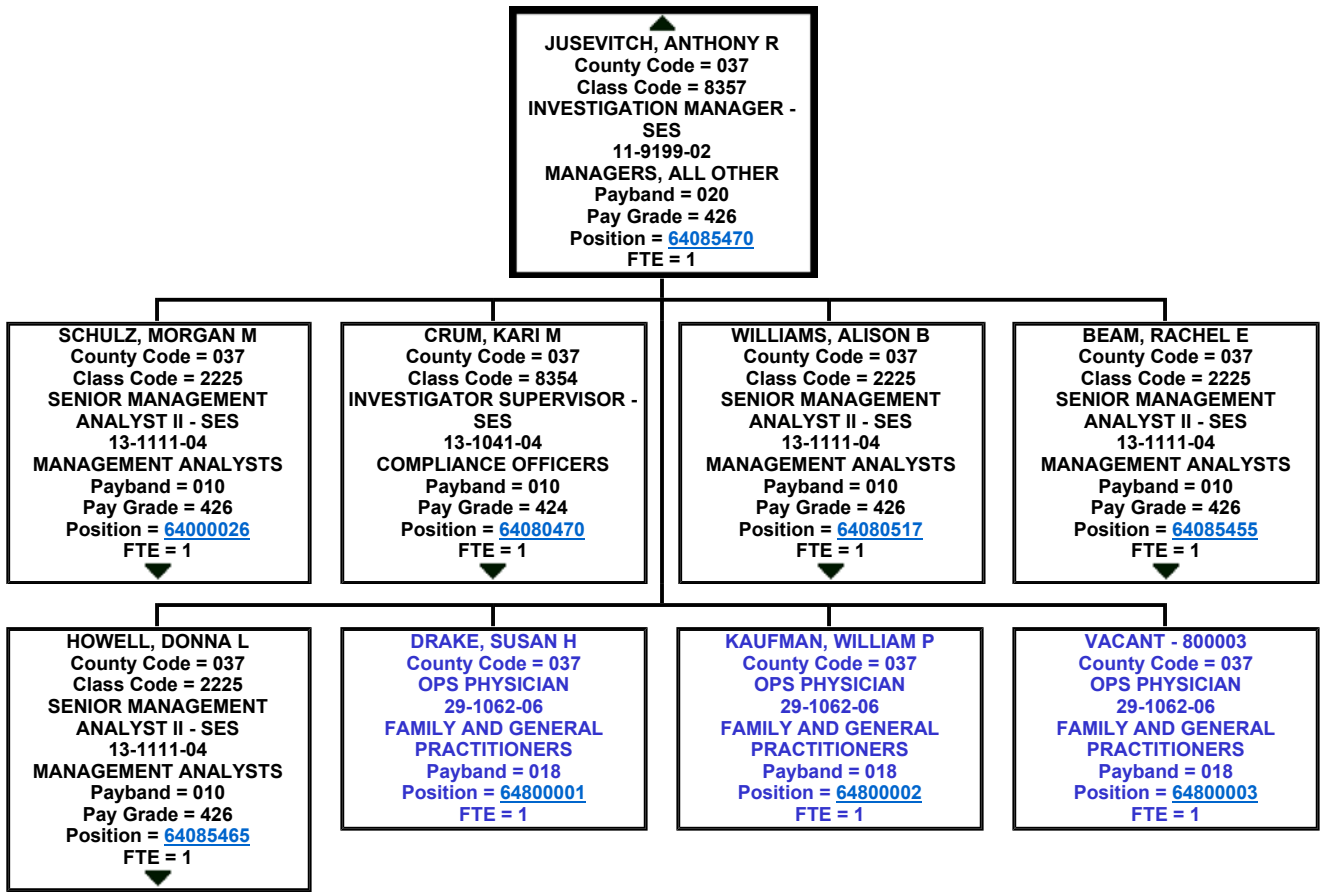 JUSEVITCH, ANTHONY R
County Code = 037
Class Code = 8357
INVESTIGATION MANAGER -
SES
11-9199-02
MANAGERS, ALL OTHER
Payband = 020
Pay Grade = 426
Position = 64085470
FTE = 1
SCHULZ, MORGAN M
County Code = 037
Class Code = 2225
SENIOR MANAGEMENT
ANALYST II - SES
13-1111-04
MANAGEMENT ANALYSTS
Payband = 010
Pay Grade = 426
Position = 64000026
FTE = 1
CRUM, KARI M
County Code = 037
Class Code = 8354
INVESTIGATOR SUPERVISOR -
SES
13-1041-04
COMPLIANCE OFFICERS
Payband = 010
Pay Grade = 424
Position = 64080470
FTE = 1
WILLIAMS, ALISON B
County Code = 037
Class Code = 2225
SENIOR MANAGEMENT
ANALYST II - SES
13-1111-04
MANAGEMENT ANALYSTS
Payband = 010
Pay Grade = 426
Position = 64080517
FTE = 1
BEAM, RACHEL E
County Code = 037
Class Code = 2225
SENIOR MANAGEMENT
ANALYST II - SES
13-1111-04
MANAGEMENT ANALYSTS
Payband = 010
Pay Grade = 426
Position = 64085455
FTE = 1
HOWELL, DONNA L
County Code = 037
Class Code = 2225
SENIOR MANAGEMENT
ANALYST II - SES
13-1111-04
MANAGEMENT ANALYSTS
Payband = 010
Pay Grade = 426
Position = 64085465
FTE = 1
DRAKE, SUSAN H
County Code = 037
OPS PHYSICIAN
29-1062-06
FAMILY AND GENERAL
PRACTITIONERS
Payband = 018
Position = 64800001
FTE = 1
KAUFMAN, WILLIAM P
County Code = 037
OPS PHYSICIAN
29-1062-06
FAMILY AND GENERAL
PRACTITIONERS
Payband = 018
Position = 64800002
FTE = 1
VACANT - 800003
County Code = 037
OPS PHYSICIAN
29-1062-06
FAMILY AND GENERAL
PRACTITIONERS
Payband = 018
Position = 64800003
FTE = 1